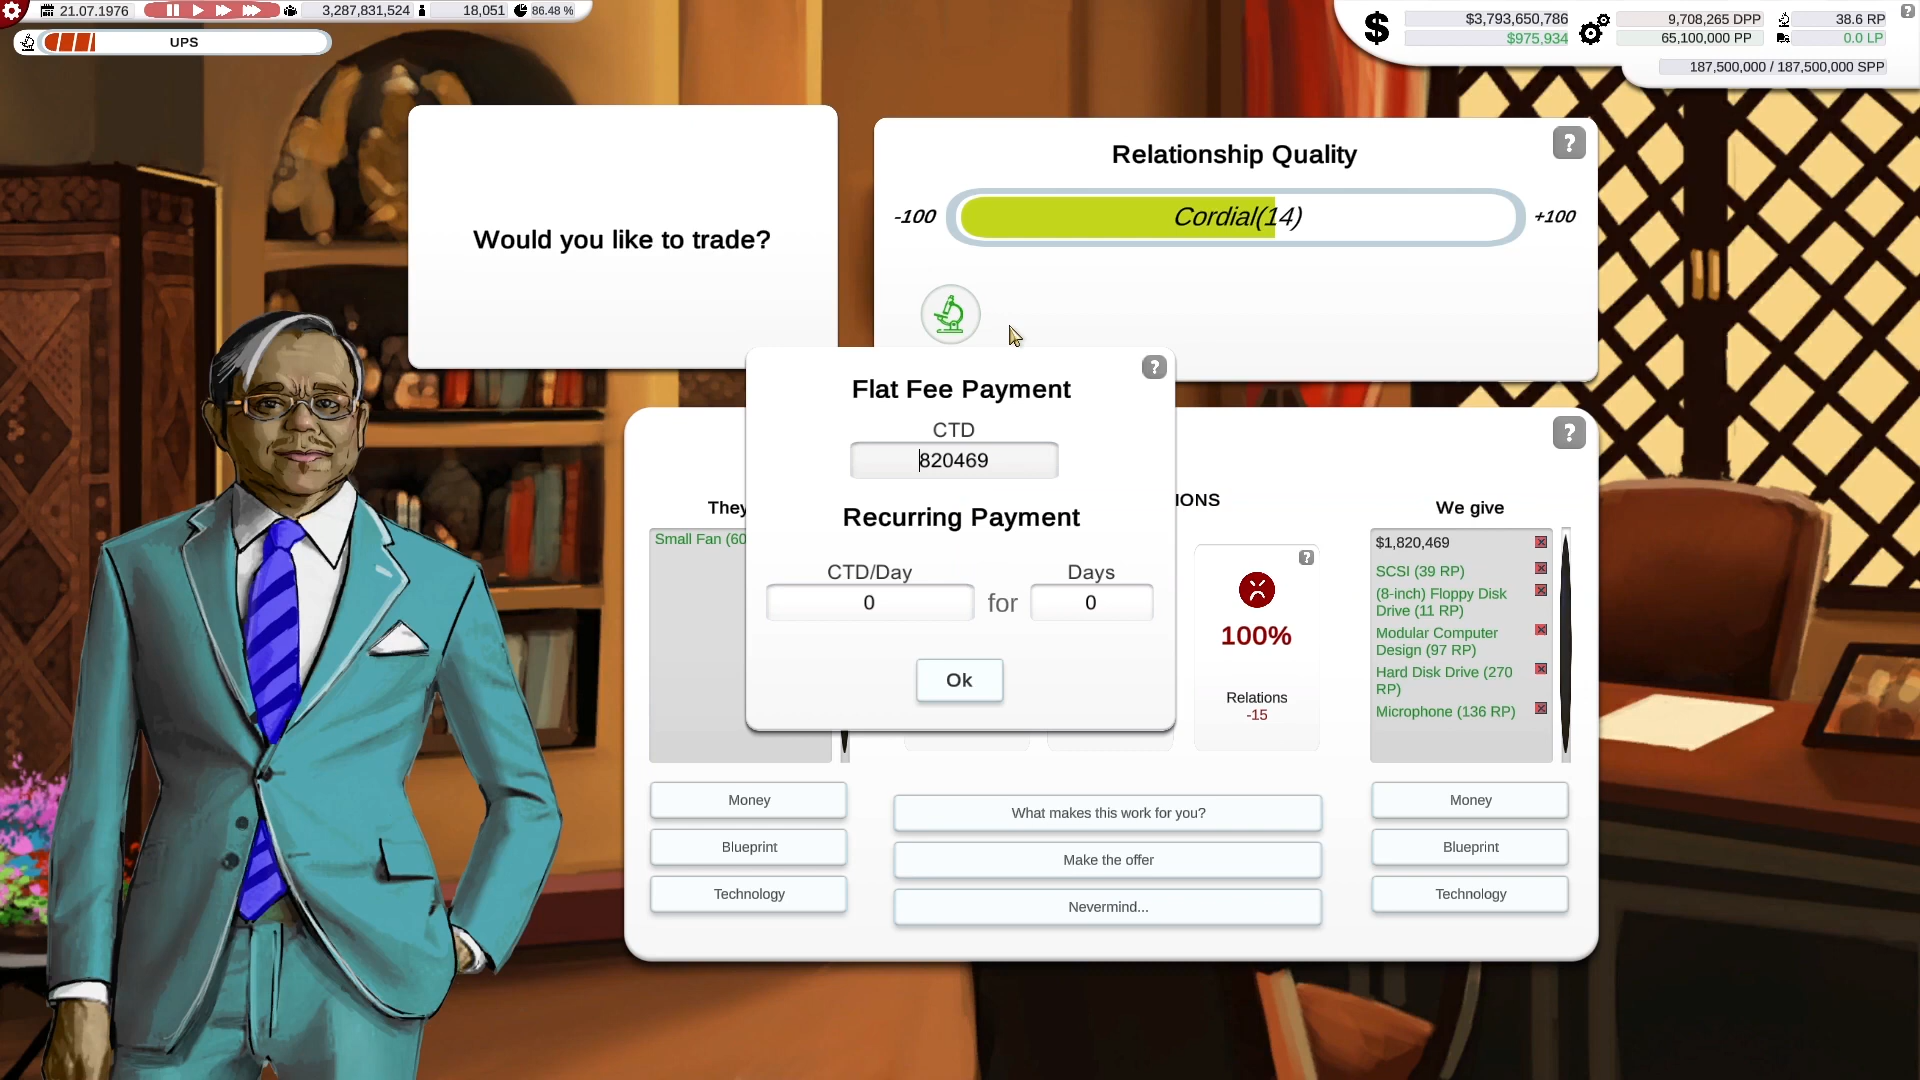 21.07.1976
3,287,831,524
18,051
86.48 %
UPS
$3,793,650,786
$975,934
9,708,265 DPP
65,100,000 PP
38.6 RP
0.0 LP
187,500,000 / 187,500,000 SPP
?
Would you like to trade?
Relationship Quality
?
-100
Cordial(14)
+100
?
Flat Fee Payment
CTD
820469
Recurring Payment
CTD/Day
Days
0
for
0
Ok
?
They
IONS
We give
Small Fan (60
?
100%
Relations
-15
$1,820,469
SCSI (39 RP)
(8-inch) Floppy Disk
Drive (11 RP)
Modular Computer
Design (97 RP)
Hard Disk Drive (270
RP)
Microphone (136 RP)
Money
Blueprint
Technology
What makes this work for you?
Make the offer
Nevermind...
Money
Blueprint
Technology